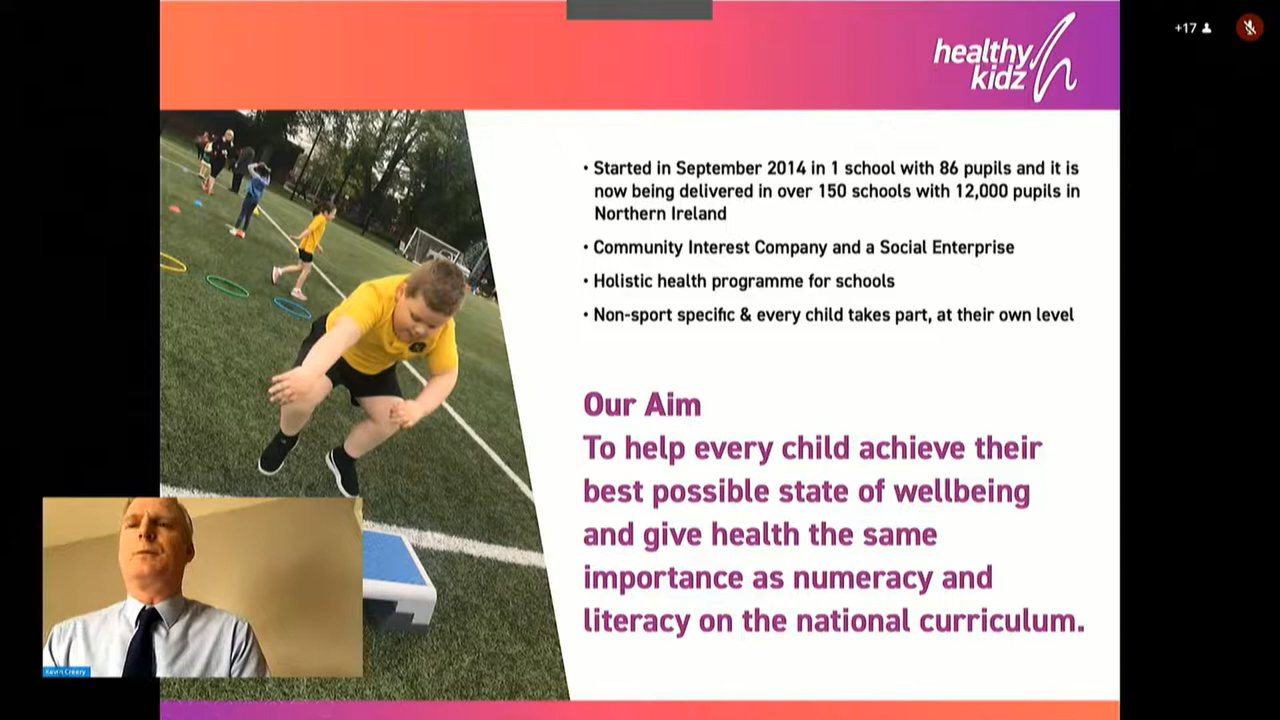 +17
healthy
kidz
• Started in September 2014 in 1 school with 86 pupils and it is
now being delivered in over 150 schools with 12,000 pupils in
Northern Ireland
• Community Interest Company and a Social Enterprise
• Holistic health programme for schools
• Non-sport specific & every child takes part, at their own level
Our Aim
To help every child achieve their
best possible state of wellbeing
and give health the same
importance as numeracy and
literacy on the national curriculum.
Kevin Creery